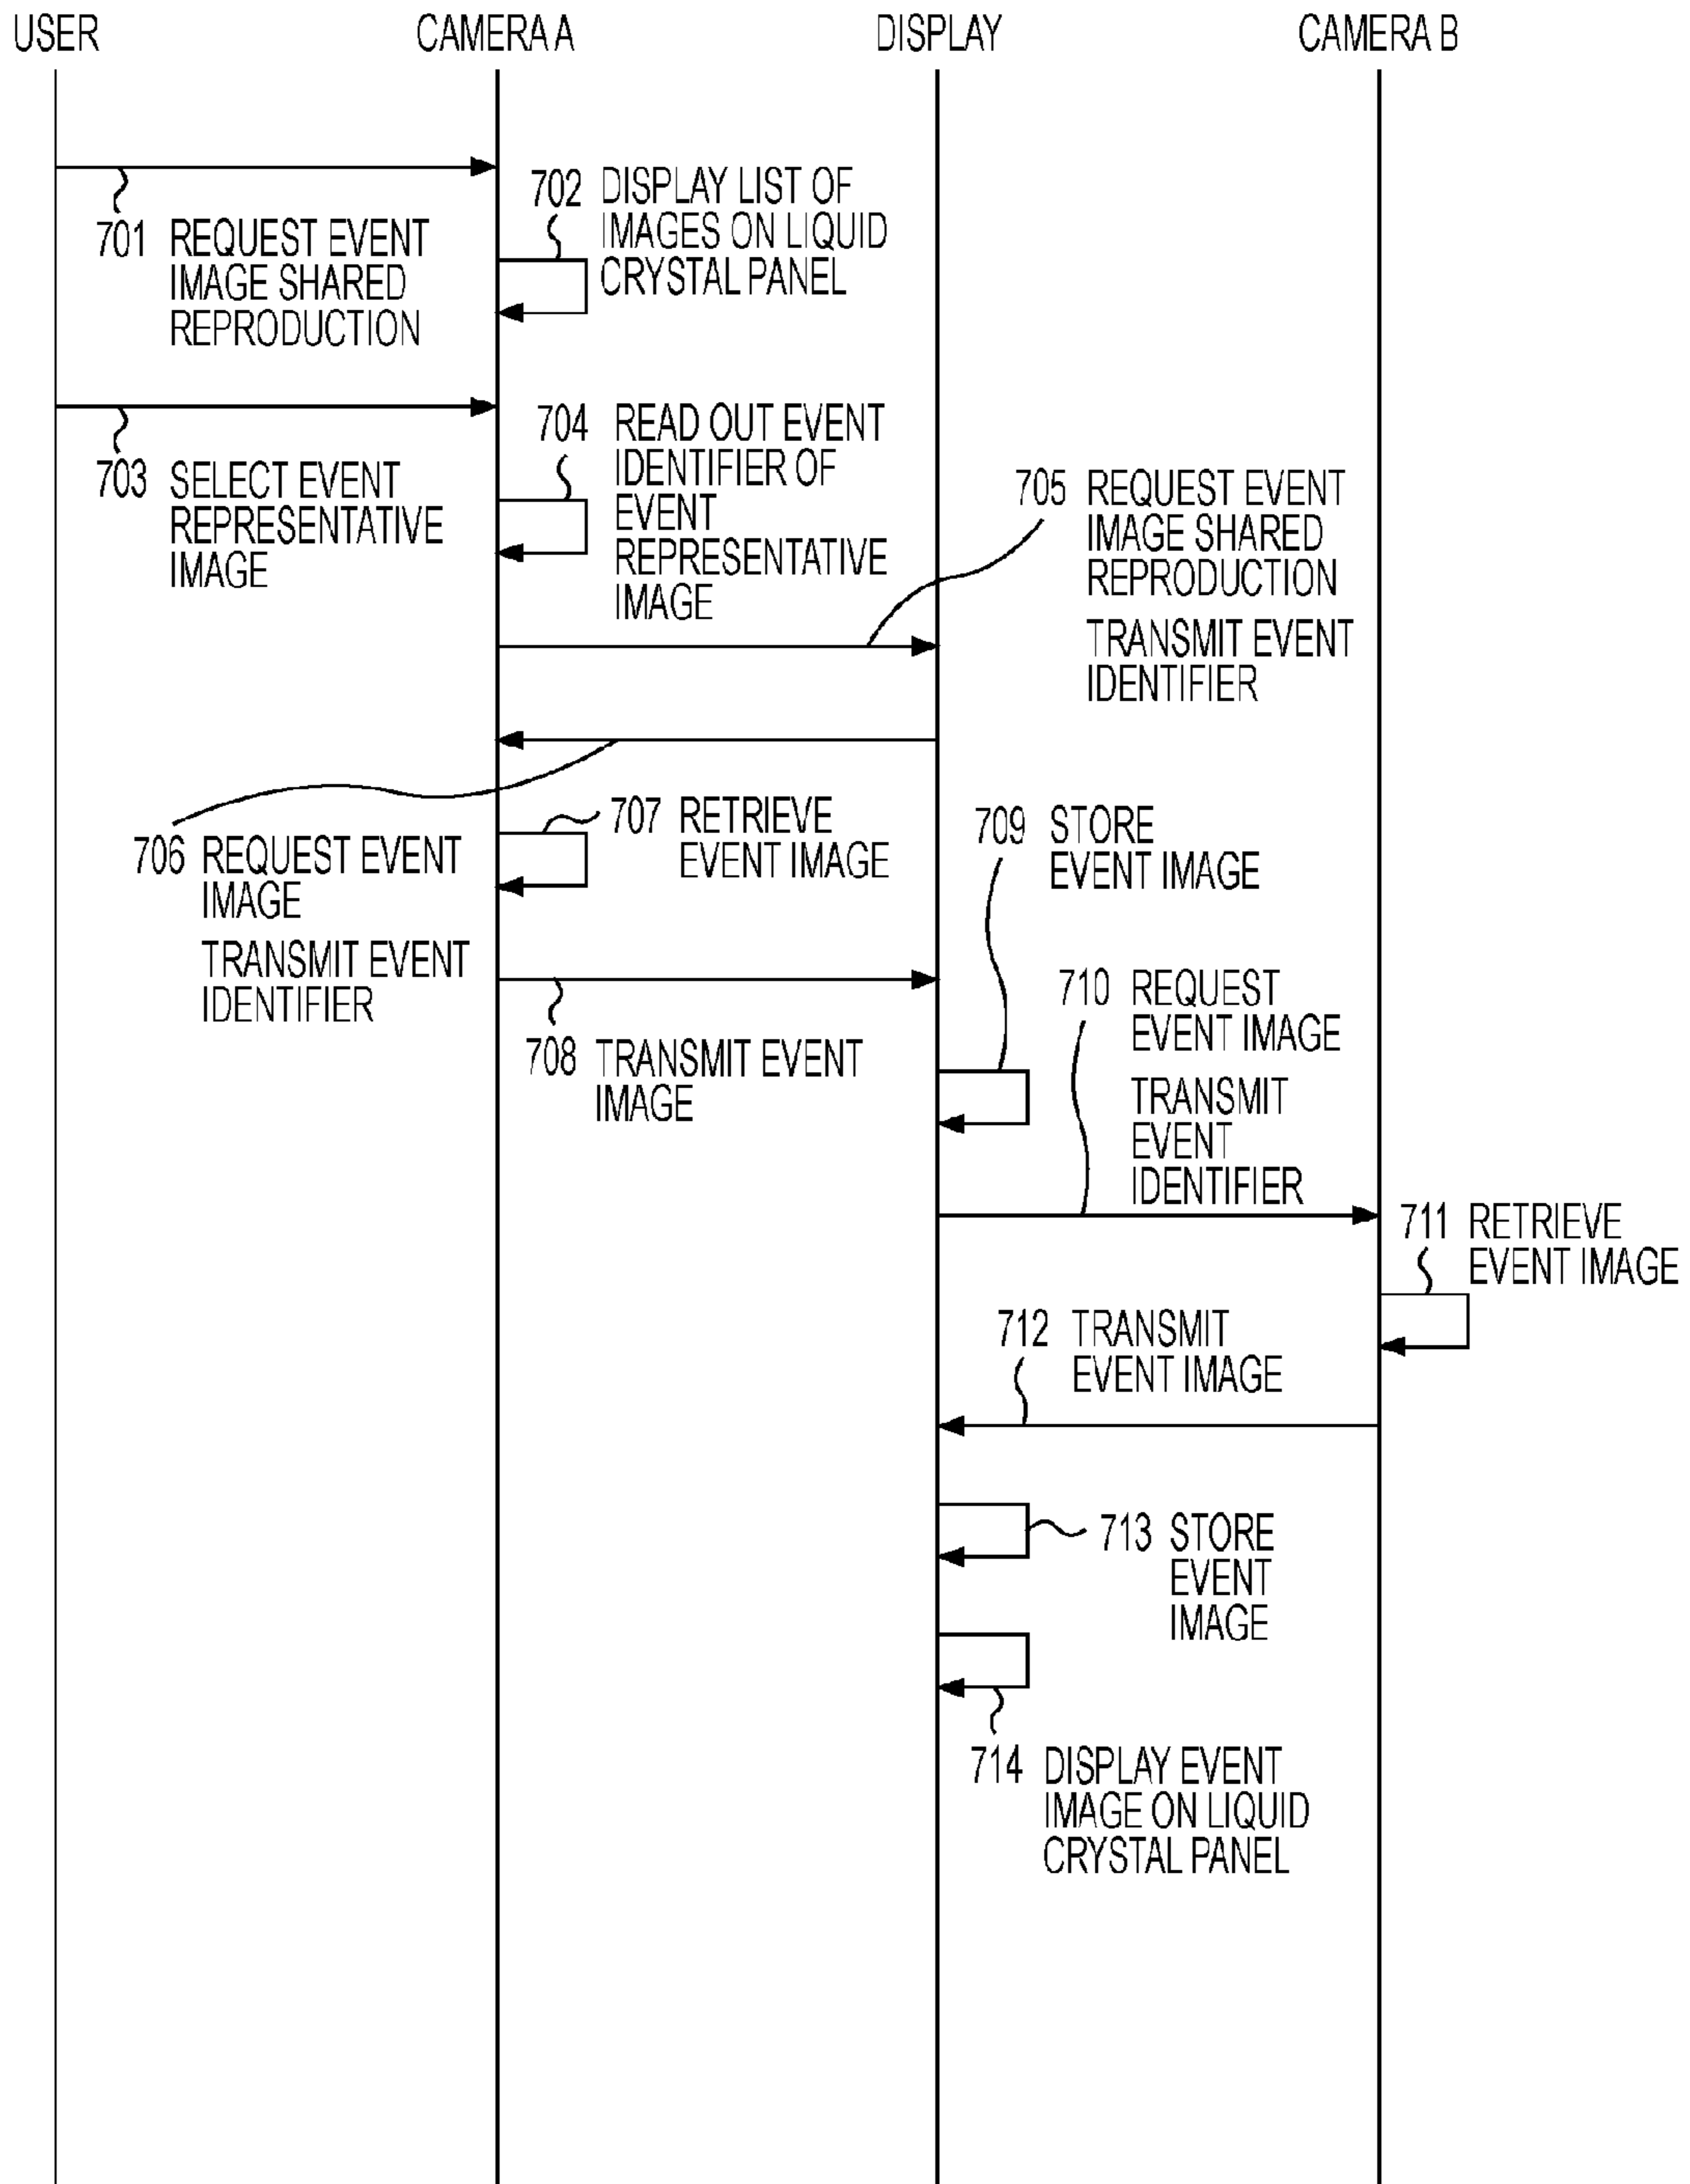 USER
CAMERA A
DISPLAY
CAMERA B
701 REQUEST EVENT
IMAGE SHARED
REPRODUCTION
702 DISPLAY LIST OF
IMAGES ON LIQUID
CRYSTAL PANEL
703 SELECT EVENT
REPRESENTATIVE
IMAGE
704 READ OUT EVENT
IDENTIFIER OF
EVENT
REPRESENTATIVE
IMAGE
705 REQUEST EVENT
IMAGE SHARED
REPRODUCTION
TRANSMIT EVENT
IDENTIFIER
706 REQUEST EVENT
IMAGE
TRANSMIT EVENT
IDENTIFIER
707 RETRIEVE
EVENT IMAGE
708 TRANSMIT EVENT
IMAGE
709 STORE
EVENT IMAGE
710 REQUEST
EVENT IMAGE
TRANSMIT
EVENT
IDENTIFIER
711 RETRIEVE
EVENT IMAGE
712 TRANSMIT
EVENT IMAGE
713 STORE
EVENT
IMAGE
714 DISPLAY EVENT
IMAGE ON LIQUID
CRYSTAL PANEL